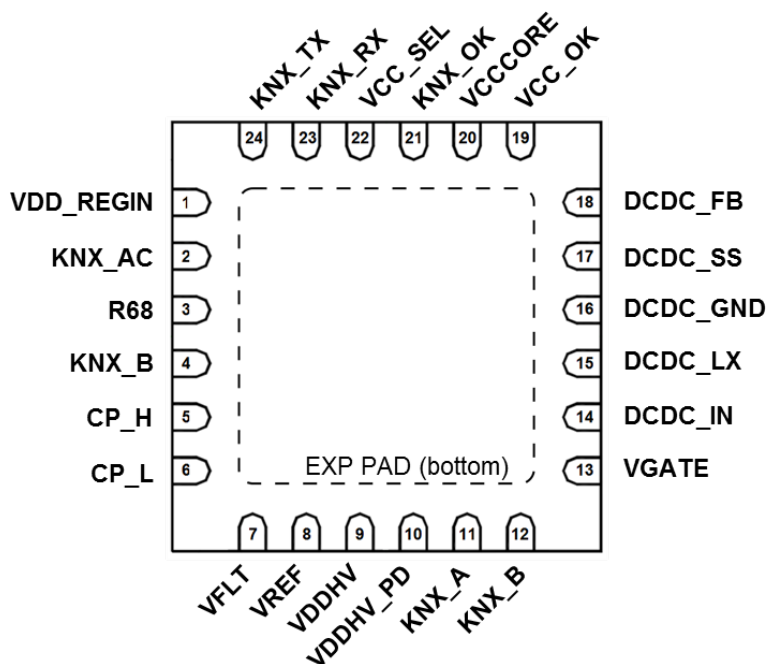 KNX_TX
KNX_RX
VCC_SEL
KNX_OK
VCCCORE
VCC_OK
24
23
22
21
20
19
VDD_REGIN
1
KNX_AC
2
R68
3
KNX_B
4
CP_H
5
CP_L
6
18
DCDC_FB
17
DCDC_SS
16
DCDC_GND
15
DCDC_LX
14
DCDC_IN
13
VGATE
EXP PAD (bottom)
7
8
9
10
11
12
VFLT
VREF
VDDHV
VDDHV_PD
KNX_A
KNX_B